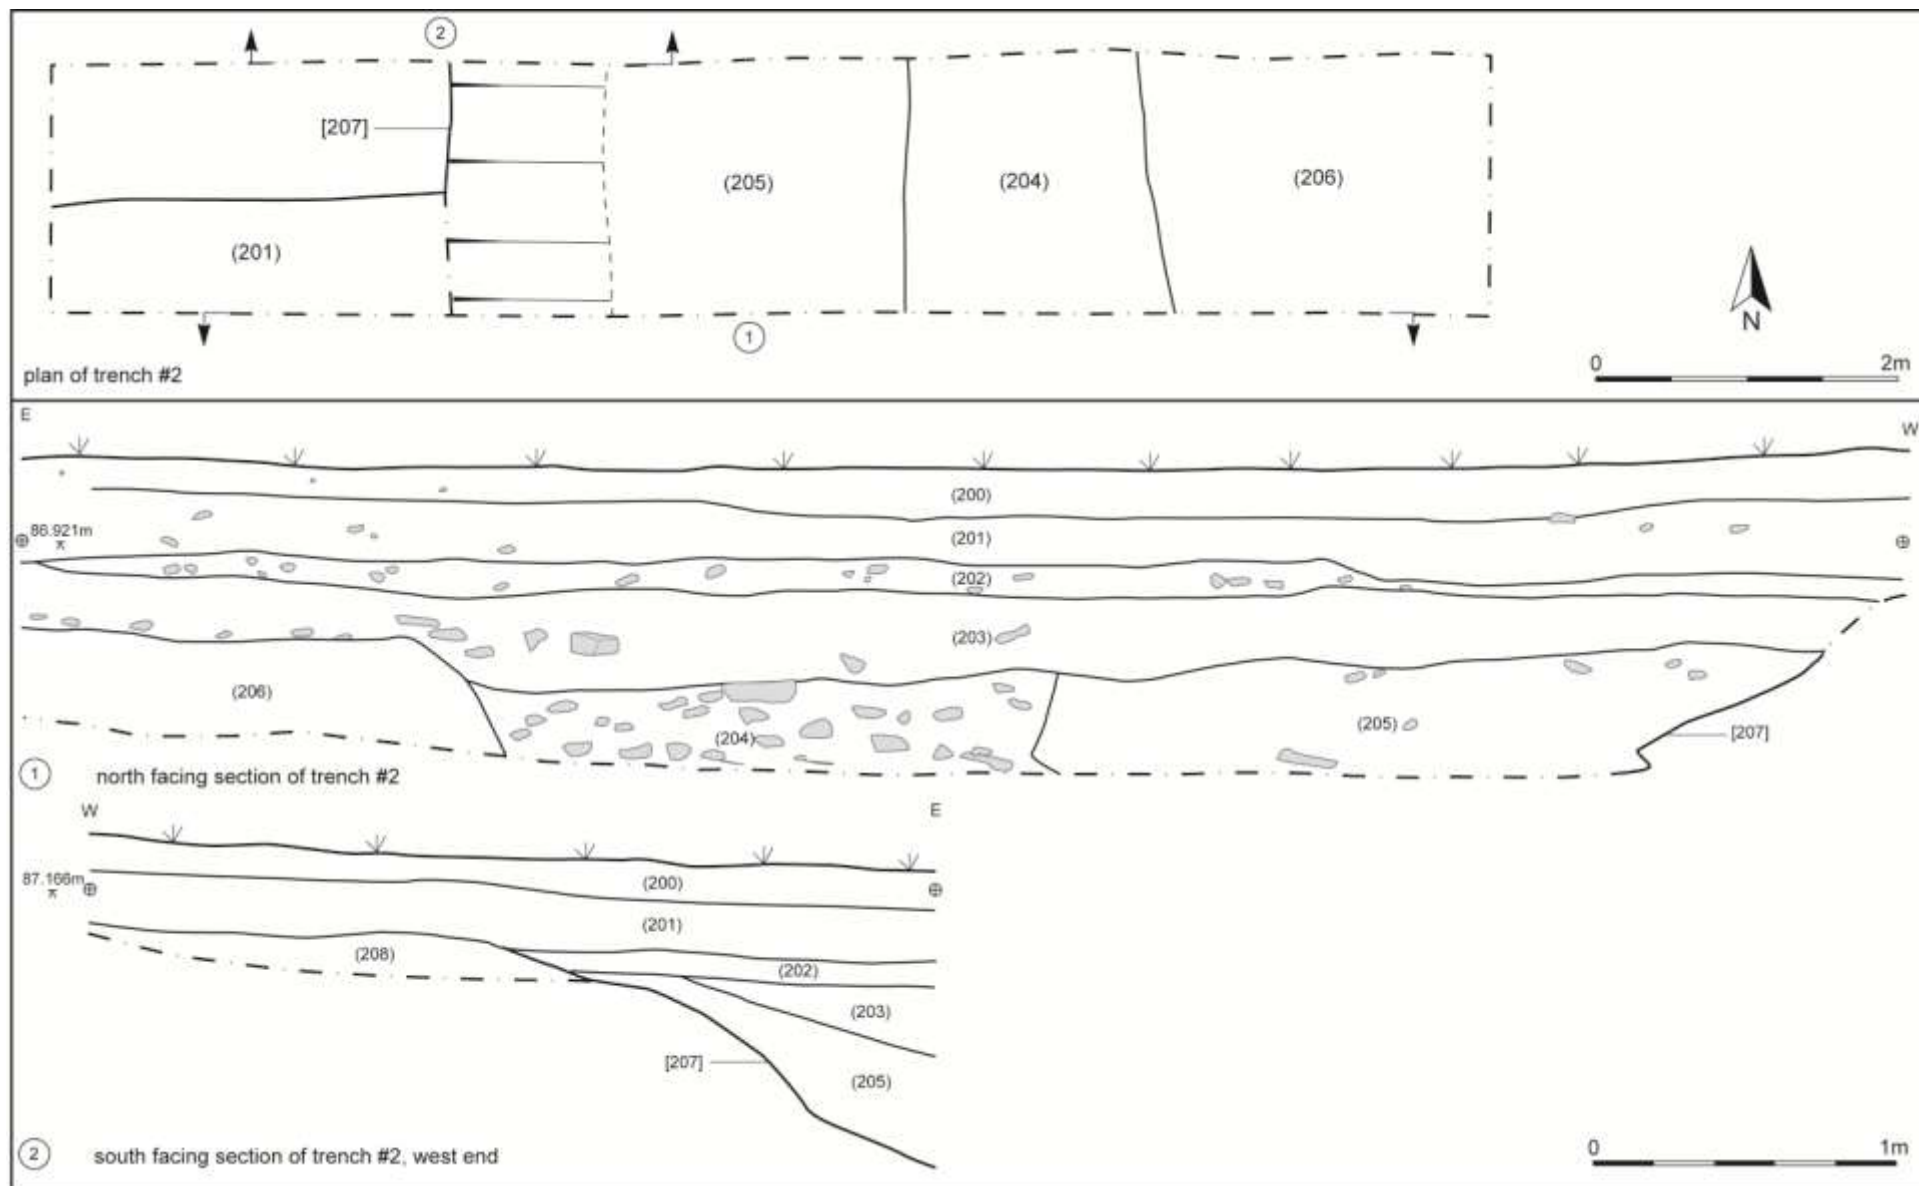 2
[207]
(205)
(204)
(206)
(201)
1
N
plan of trench #2
0 2m
E W
(200)
86.921m
(201)
(202)
(203)
(206)
(205)
(204)
[207]
1 north facing section of trench #2
W E
87.166m
(200)
(201)
(208)
(202)
(203)
[207]
(205)
2 south facing section of trench #2, west end
0 1m